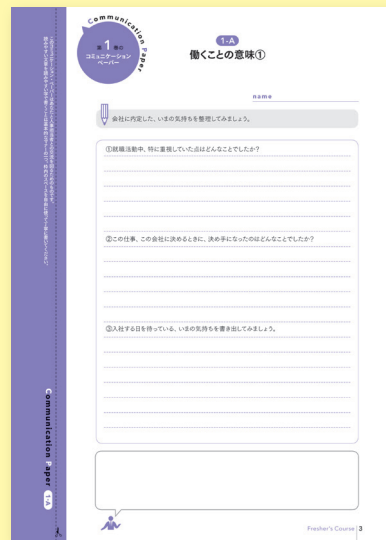 Communication Paper
第1巻の
コミュニケーション
ペーパー
1-A
働くことの意味①
name
会社に内定した、いまの気持ちを整理してみましょう。
①就職活動中、特に重視していた点はどんなことでしたか？
②この仕事、この会社に決めるときに、決め手になったのはどんなことでしたか？
③入社する日を待っている、いまの気持ちを書き出してみましょう。
Communication Paper 1-A
Fresher's Course 3